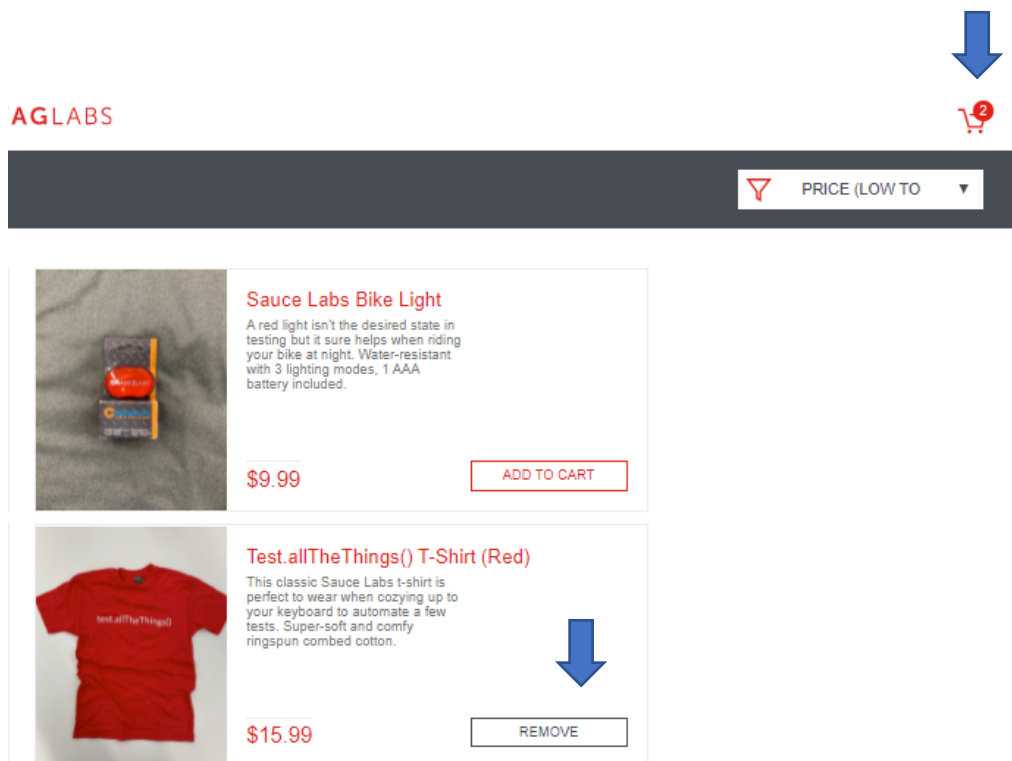 AGLABS
2
PRICE (LOW TO
Sauce Labs Bike Light
A red light isn't the desired state in
testing but it sure helps when riding
your bike at night. Water-resistant
with 3 lighting modes, 1 AAA
battery included.
$9.99
ADD TO CART
Test.allTheThings() T-Shirt (Red)
This classic Sauce Labs t-shirt is
perfect to wear when cozying up to
your keyboard to automate a few
tests. Super-soft and comfy
ringspun combed cotton.
test.allTheThings()
$15.99
REMOVE